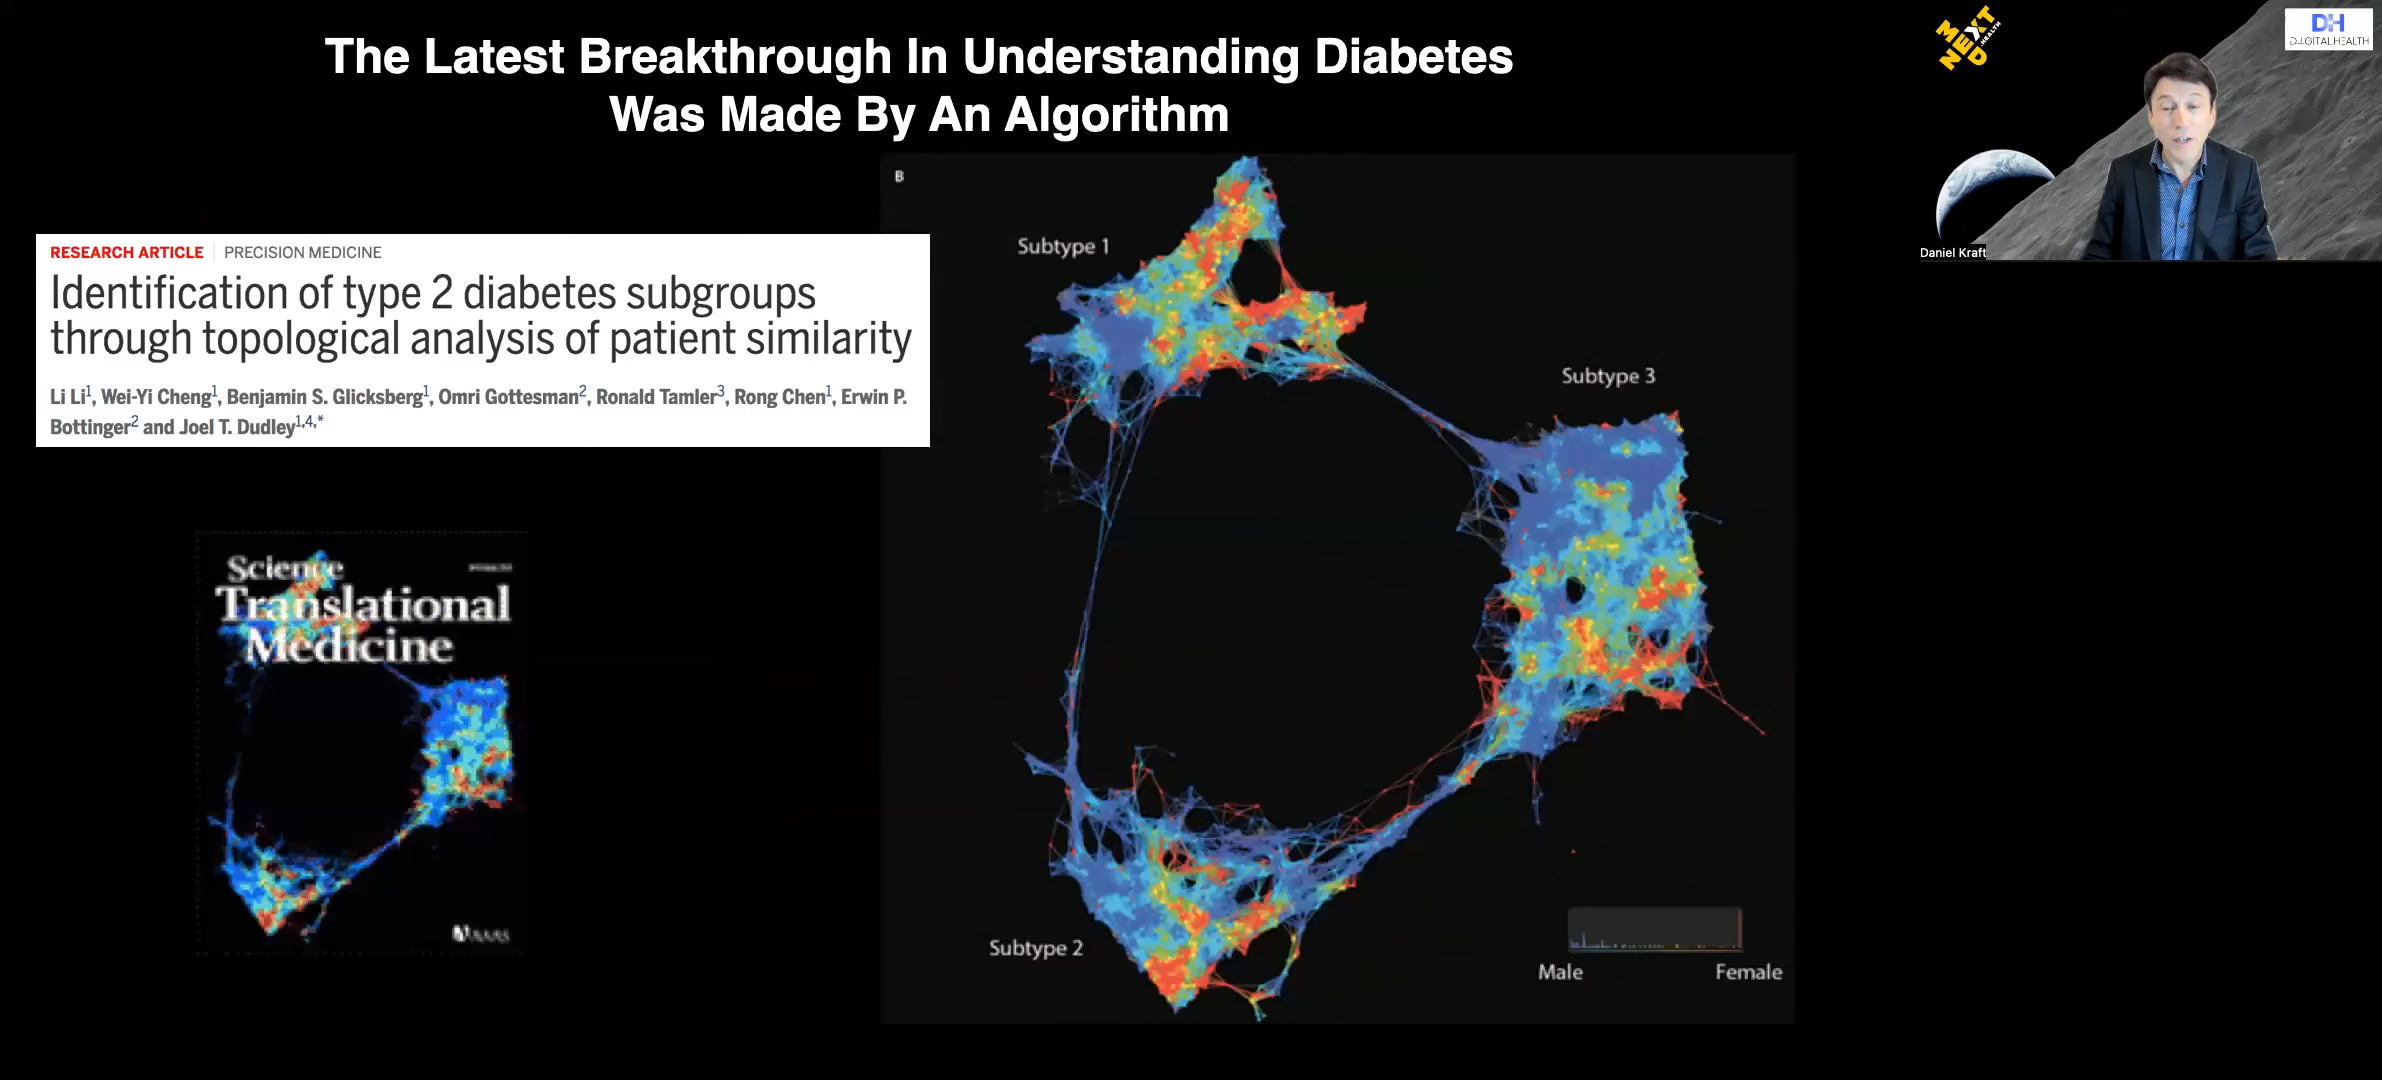 The Latest Breakthrough In Understanding Diabetes
Was Made By An Algorithm
RESEARCH ARTICLE PRECISION MEDICINE
Identification of type 2 diabetes subgroups
through topological analysis of patient similarity
Li Li¹, Wei-Yi Cheng¹, Benjamin S. Glicksberg¹, Omri Gottesman², Ronald Tamler³, Rong Chen¹, Erwin P.
Bottinger² and Joel T. Dudley¹,⁴,*
Science
Translational
Medicine
AAAS
B
Subtype 1
Subtype 3
Subtype 2
Male
Female
NEXT
MED
HEALTH
DH
DIGITALHEALTH
Daniel Kraft